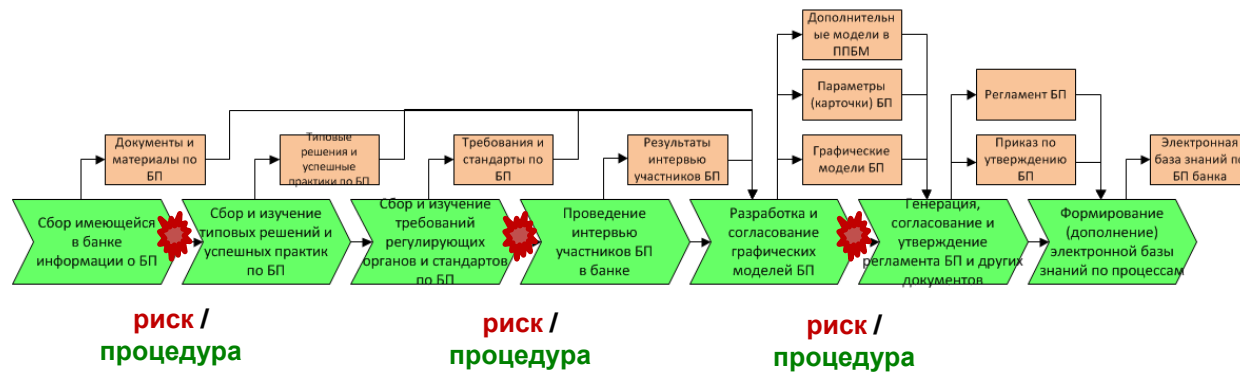 Дополнительн
ые модели в
ППБМ
Параметры
(карточки) БП
Регламент БП
Документы и
материалы по
БП
Типовые
решения и
успешные
практики по БП
Требования и
стандарты по
БП
Результаты
интервью
участников БП
Графические
модели БП
Приказ по
утверждению
БП
Электронная
база знаний по
БП банка
Сбор имеющейся
в банке
информации о БП
Сбор и изучение
типовых решений и
успешных практик
по БП
Сбор и изучение
требований
регулирующих
органов и стандартов
по БП
Проведение
интервью
участников БП
в банке
Разработка и
согласование
графических
моделей БП
Генерация,
согласование и
утверждение
регламента БП и других
документов
Формирование
(дополнение)
электронной базы
знаний по процессам
риск /
процедура
риск /
процедура
риск /
процедура